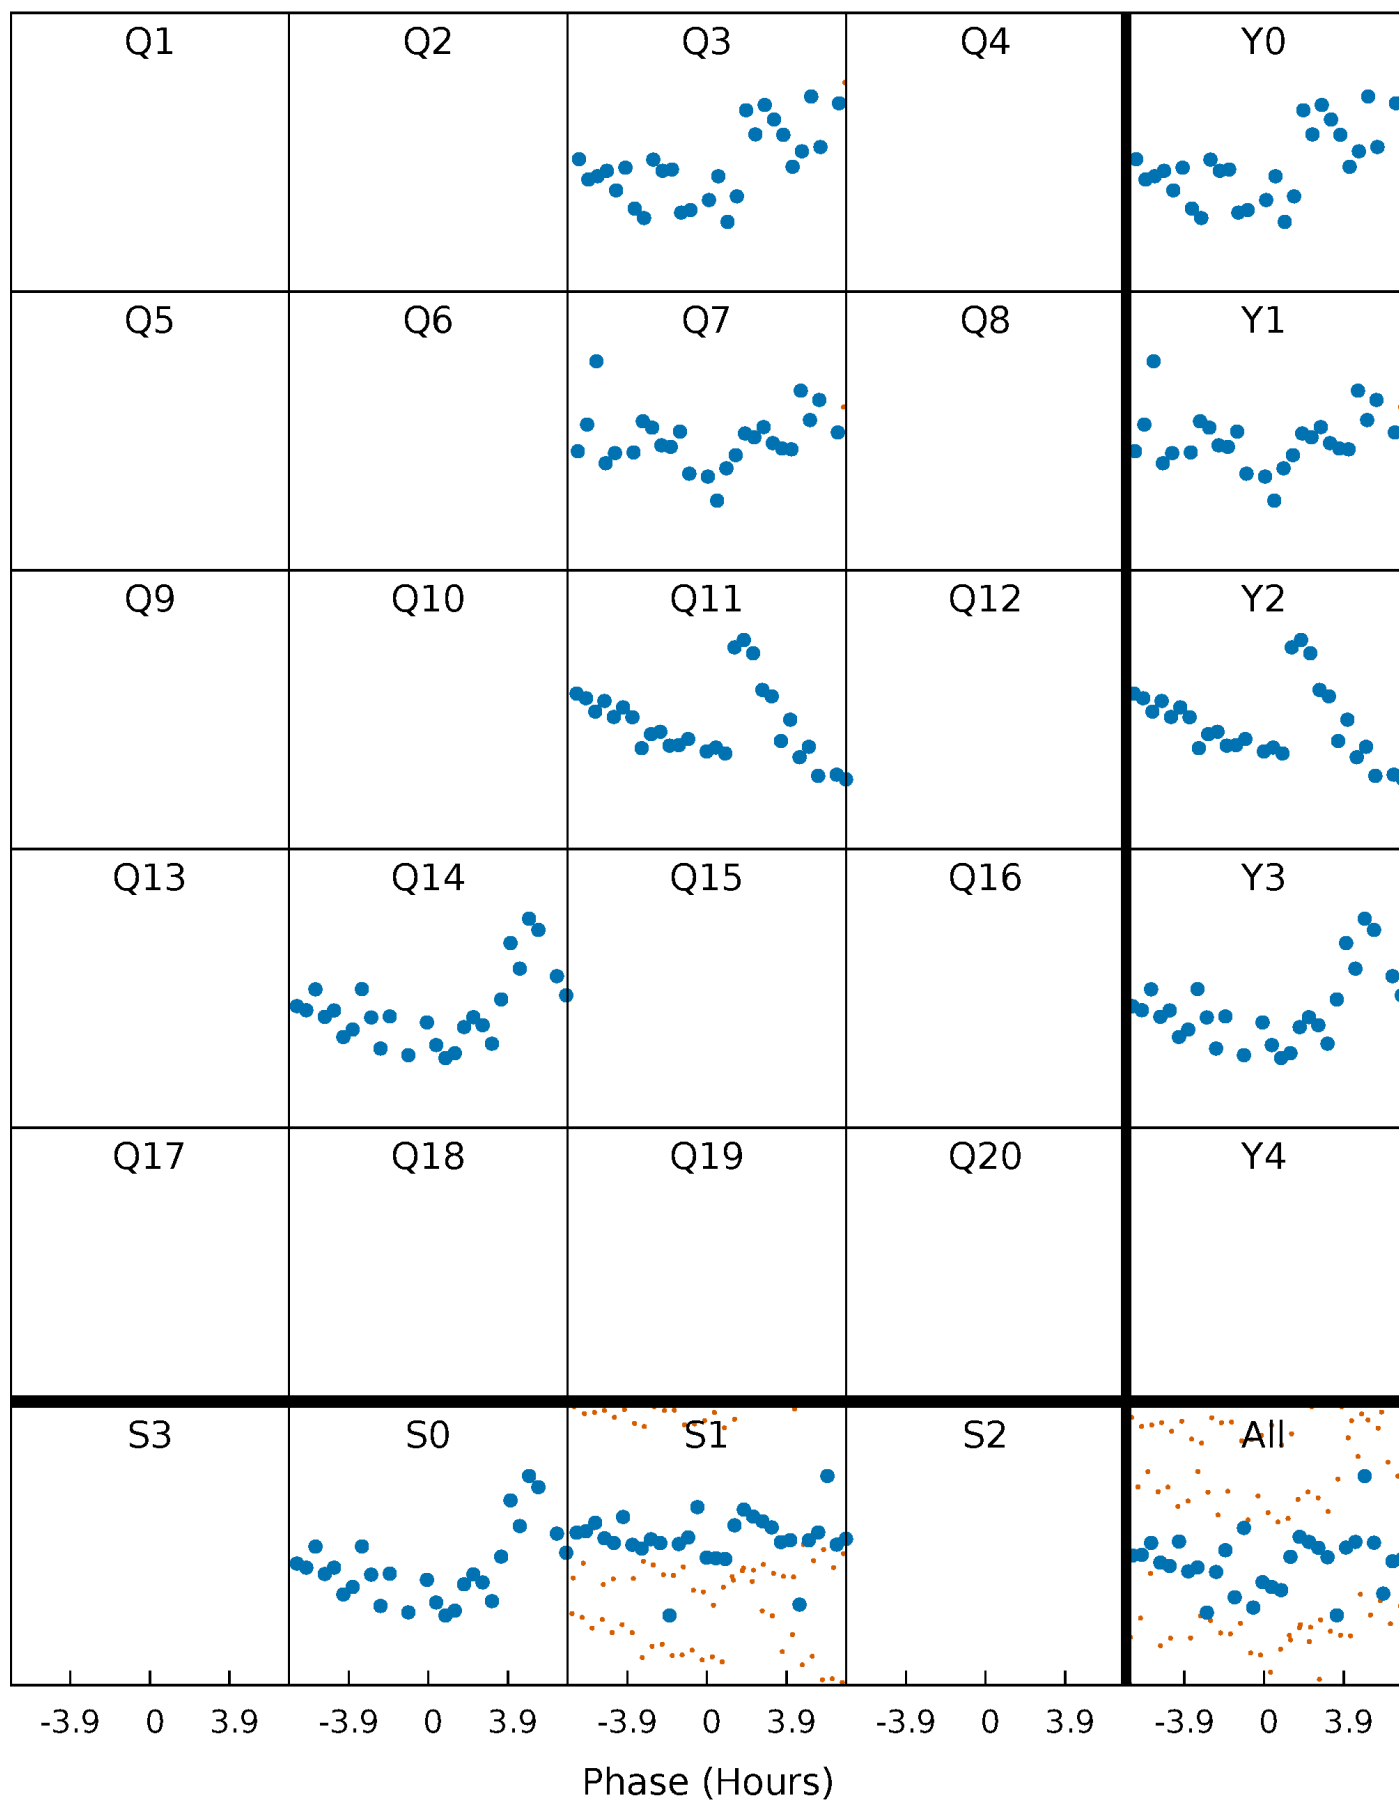 Q1 Q2 Q3 Q4 Y0
Q5 Q6 Q7 Q8 Y1
Q9 Q10 Q11 Q12 Y2
Q13 Q14 Q15 Q16 Y3
Q17 Q18 Q19 Q20 Y4
S3 S0 S1 S2 All
-3.9 0 3.9 -3.9 0 3.9 -3.9 0 3.9 -3.9 0 3.9 -3.9 0 3.9
Phase (Hours)